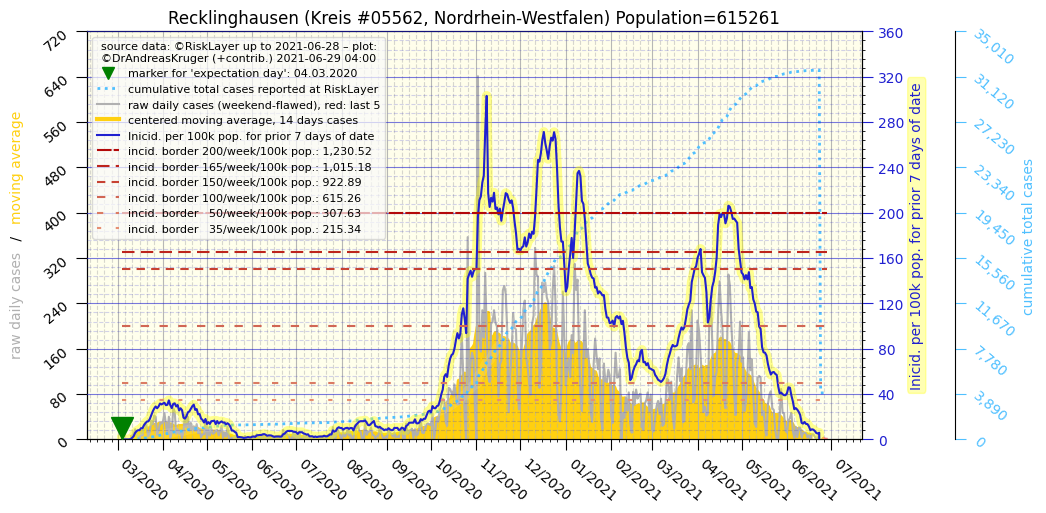 Recklinghausen (Kreis #05562, Nordrhein-Westfalen) Population=615261
source data: ©RiskLayer up to 2021-06-28 – plot:
©DrAndreasKruger (+contrib.) 2021-06-29 04:00
marker for 'expectation day': 04.03.2020
cumulative total cases reported at RiskLayer
raw daily cases (weekend-flawed), red: last 5
centered moving average, 14 days cases
Inicid. per 100k pop. for prior 7 days of date
incid. border 200/week/100k pop.: 1,230.52
incid. border 165/week/100k pop.: 1,015.18
incid. border 150/week/100k pop.: 922.89
incid. border 100/week/100k pop.: 615.26
incid. border 50/week/100k pop.: 307.63
incid. border 35/week/100k pop.: 215.34
raw daily cases / moving average
720
640
560
480
400
320
240
160
80
0
03/2020
04/2020
05/2020
06/2020
07/2020
08/2020
09/2020
10/2020
11/2020
12/2020
01/2021
02/2021
03/2021
04/2021
05/2021
06/2021
07/2021
360
320
280
240
200
160
120
80
40
0
Inicid. per 100k pop. for prior 7 days of date
35,010
31,120
27,230
23,340
19,450
15,560
11,670
7,780
3,890
0
cumulative total cases